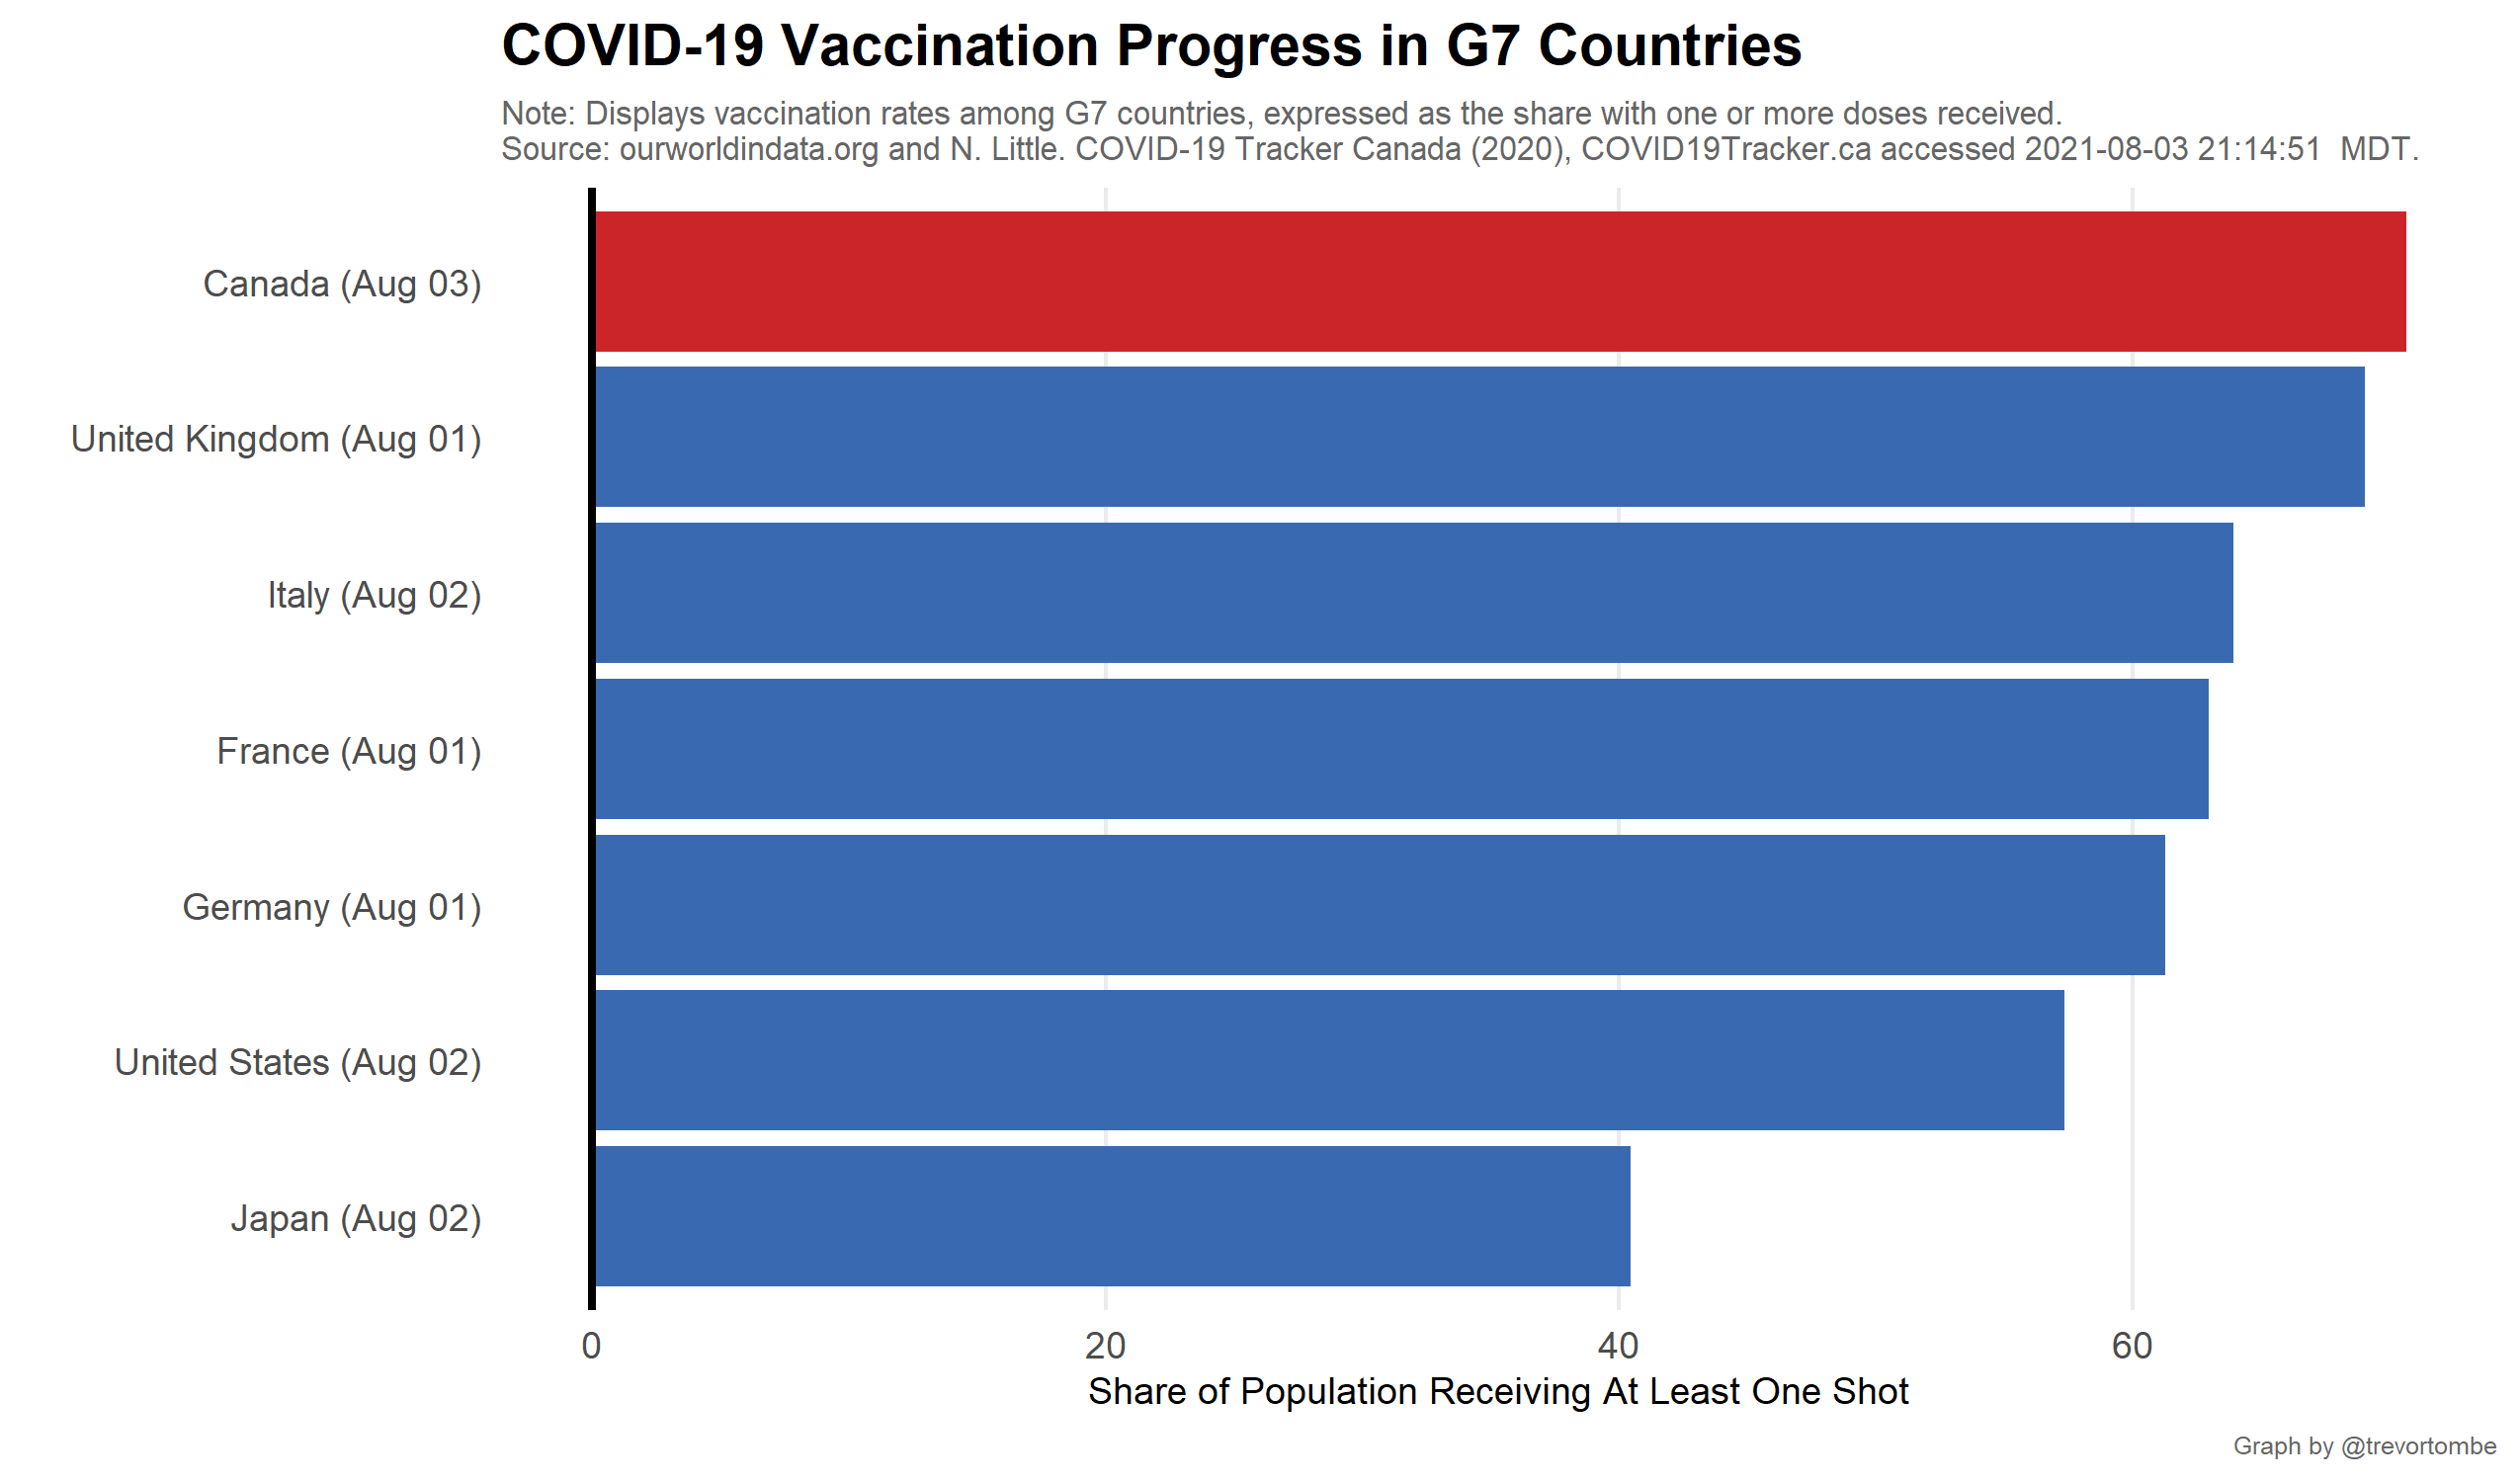 COVID-19 Vaccination Progress in G7 Countries
Note: Displays vaccination rates among G7 countries, expressed as the share with one or more doses received.
Source: ourworldindata.org and N. Little. COVID-19 Tracker Canada (2020), COVID19Tracker.ca accessed 2021-08-03 21:14:51  MDT.
Canada (Aug 03)
United Kingdom (Aug 01)
Italy (Aug 02)
France (Aug 01)
Germany (Aug 01)
United States (Aug 02)
Japan (Aug 02)
0 20 40 60
Share of Population Receiving At Least One Shot
Graph by @trevortombe